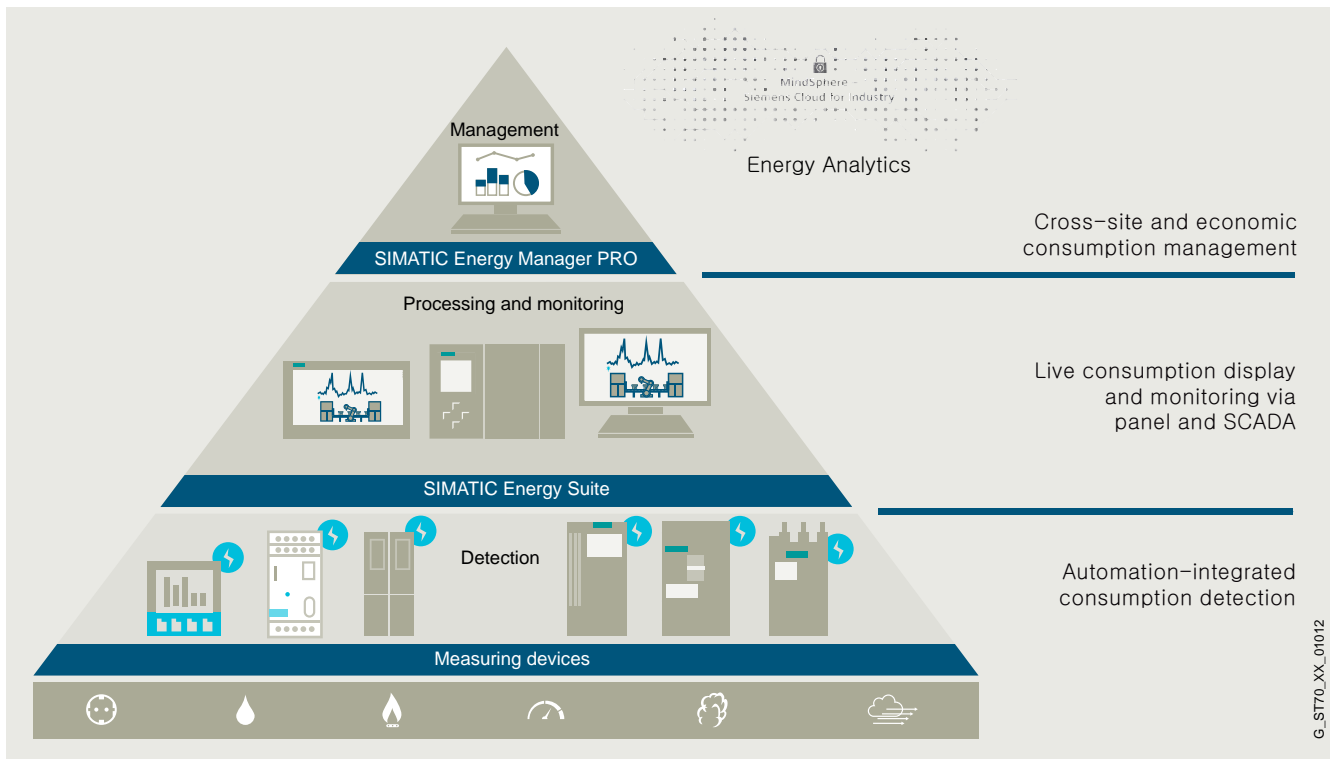 MindSphere –
Siemens Cloud for Industry
Energy Analytics
Management
SIMATIC Energy Manager PRO
Cross-site and economic
consumption management
Processing and monitoring
Live consumption display
and monitoring via
panel and SCADA
SIMATIC Energy Suite
Detection
Automation-integrated
consumption detection
Measuring devices
G_ST70_XX_01012